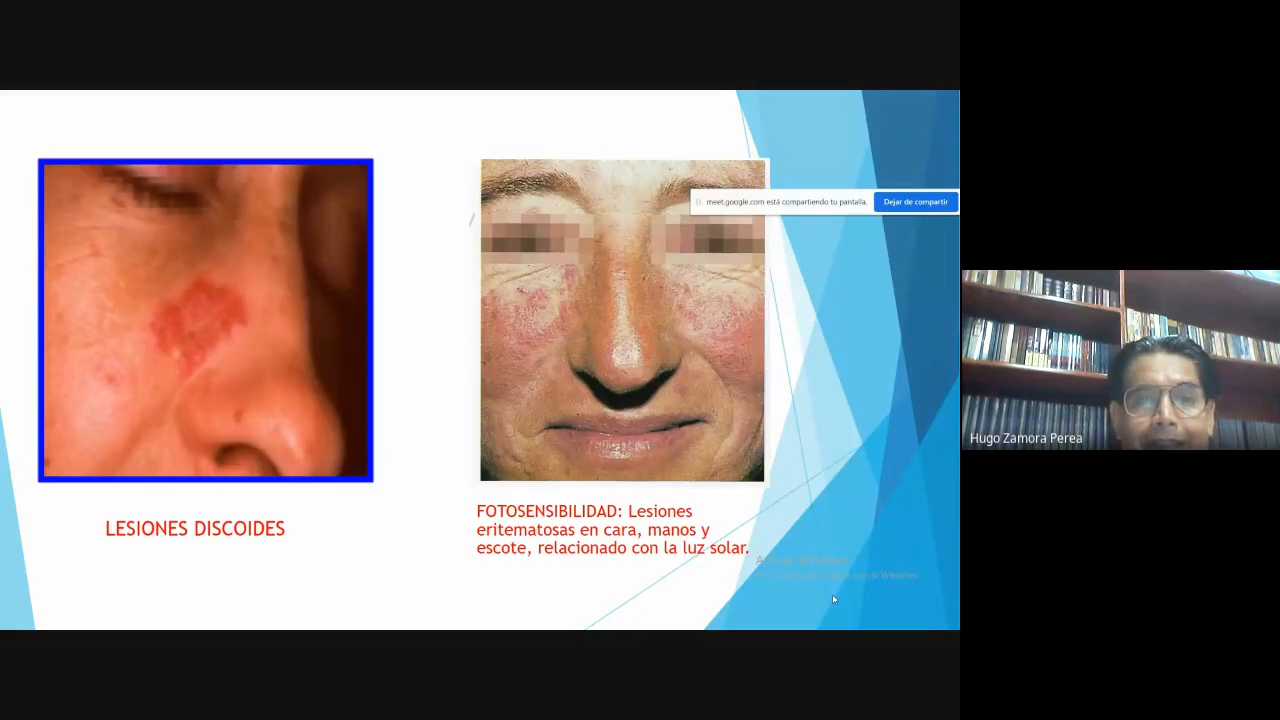 meet.google.com está compartiendo tu pantalla.
Dejar de compartir
LESIONES DISCOIDES
FOTOSENSIBILIDAD: Lesiones
eritematosas en cara, manos y
escote, relacionado con la luz solar.
Hugo Zamora Perea